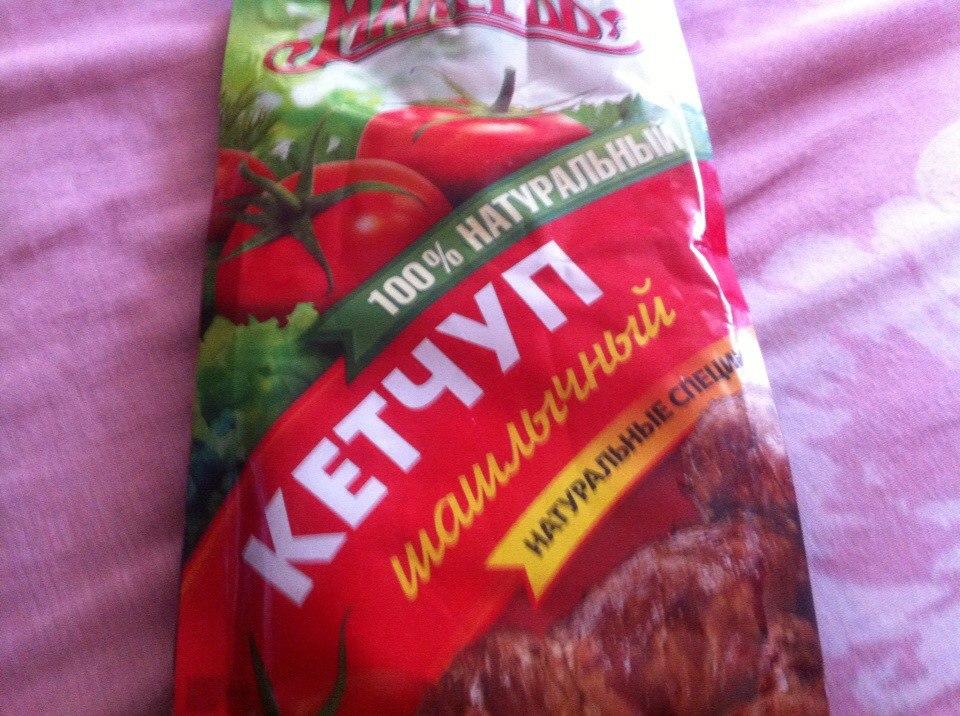 100% НАТУРАЛЬНЫЙ
КЕТЧУП
шашлычный
НАТУРАЛЬНЫЕ СПЕЦИИ